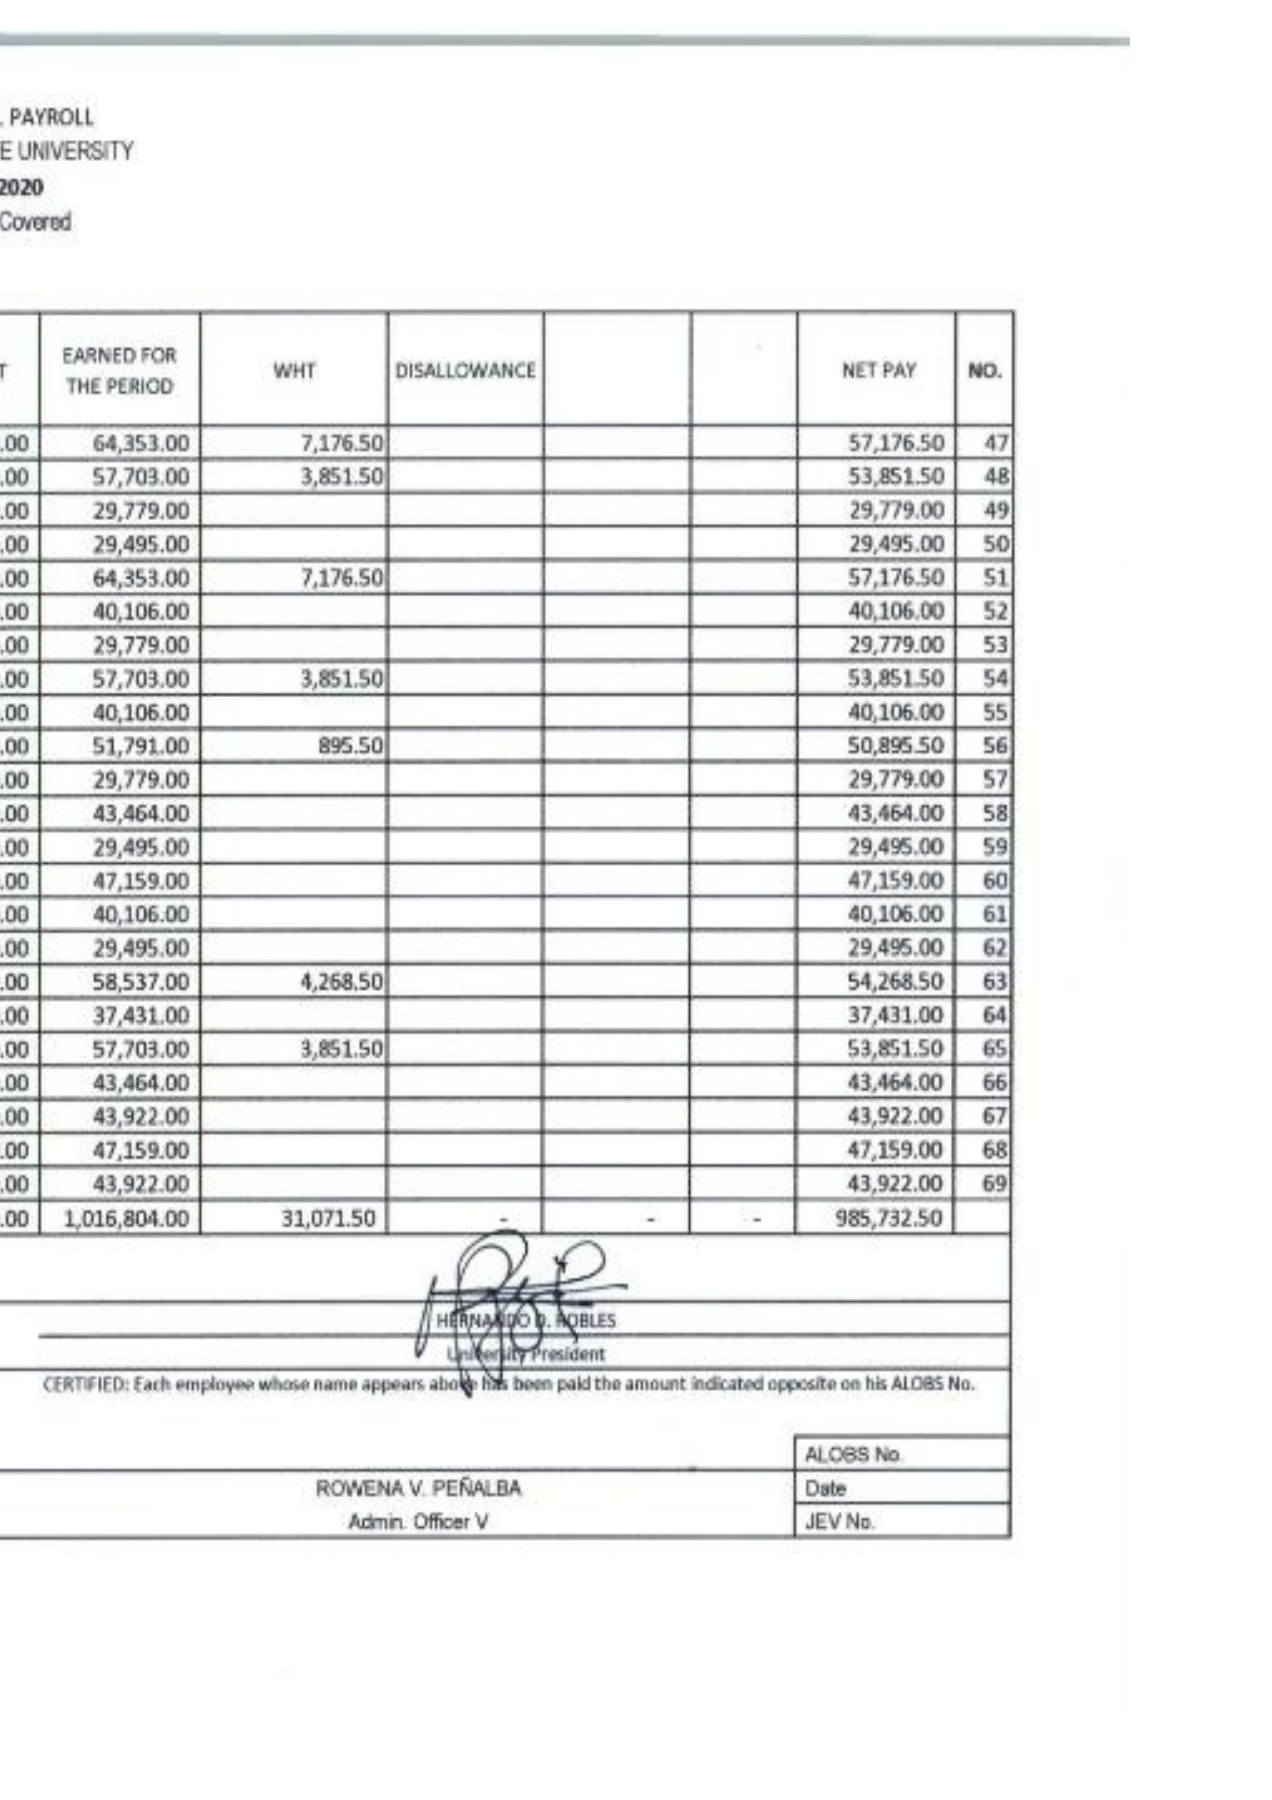 . PAYROLL
E UNIVERSITY
2020
Covered
T EARNED FOR THE PERIOD WHT DISALLOWANCE NET PAY NO.
.00 64,353.00 7,176.50 57,176.50 47
.00 57,703.00 3,851.50 53,851.50 48
.00 29,779.00 29,779.00 49
.00 29,495.00 29,495.00 50
.00 64,353.00 7,176.50 57,176.50 51
.00 40,106.00 40,106.00 52
.00 29,779.00 29,779.00 53
.00 57,703.00 3,851.50 53,851.50 54
.00 40,106.00 40,106.00 55
.00 51,791.00 895.50 50,895.50 56
.00 29,779.00 29,779.00 57
.00 43,464.00 43,464.00 58
.00 29,495.00 29,495.00 59
.00 47,159.00 47,159.00 60
.00 40,106.00 40,106.00 61
.00 29,495.00 29,495.00 62
.00 58,537.00 4,268.50 54,268.50 63
.00 37,431.00 37,431.00 64
.00 57,703.00 3,851.50 53,851.50 65
.00 43,464.00 43,464.00 66
.00 43,922.00 43,922.00 67
.00 47,159.00 47,159.00 68
.00 43,922.00 43,922.00 69
.00 1,016,804.00 31,071.50 - - - 985,732.50
HERNANDO D. ROBLES
University President
CERTIFIED: Each employee whose name appears above has been paid the amount indicated opposite on his ALOBS No.
ALOBS No.
ROWENA V. PEÑALBA Date
Admin. Officer V JEV No.